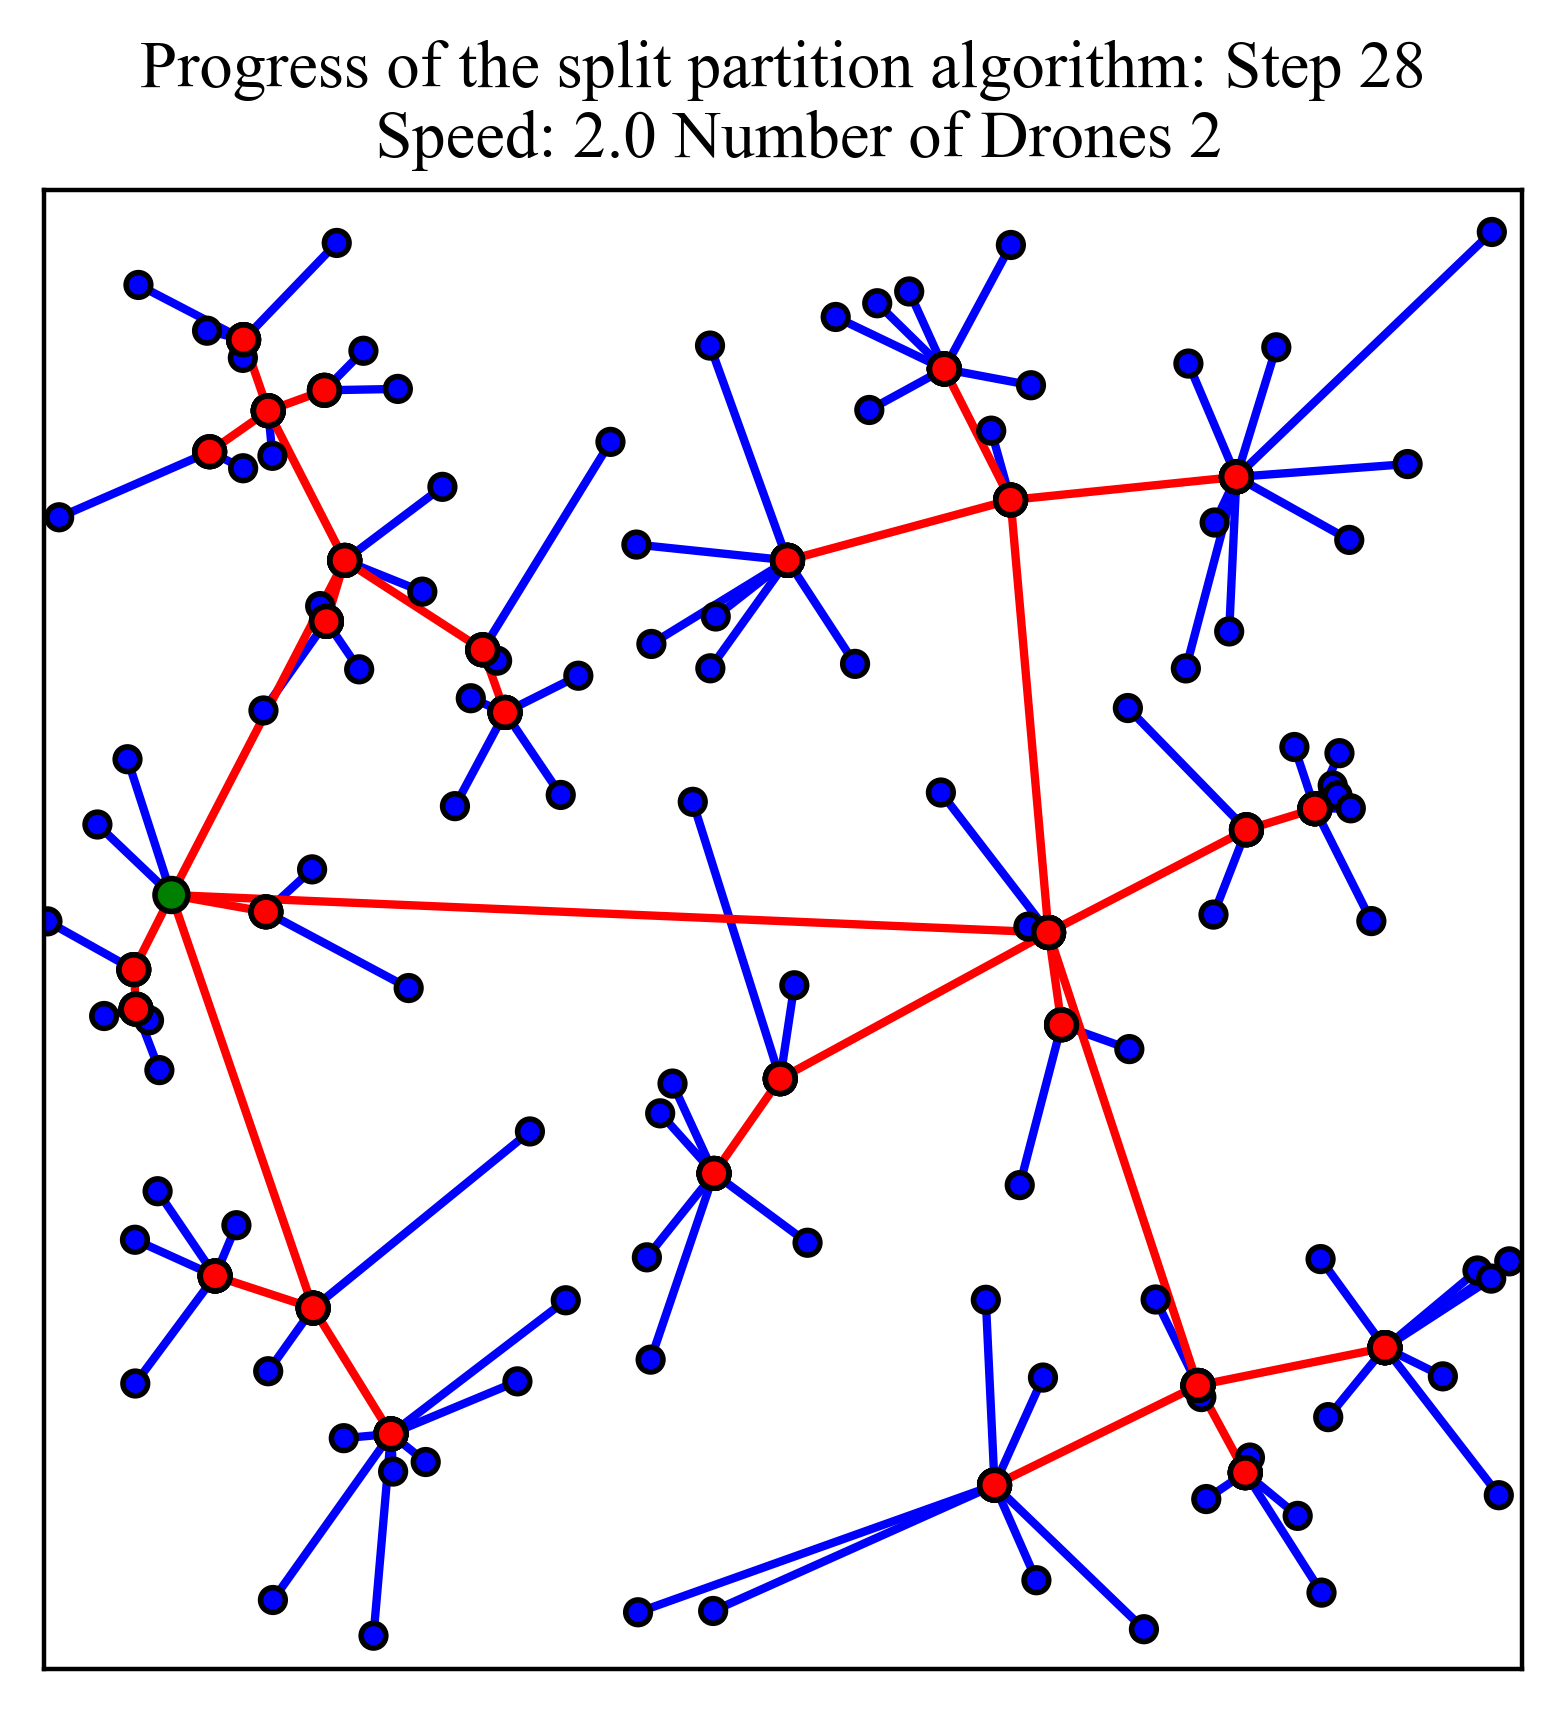 Progress of the split partition algorithm: Step 28
Speed: 2.0 Number of Drones 2